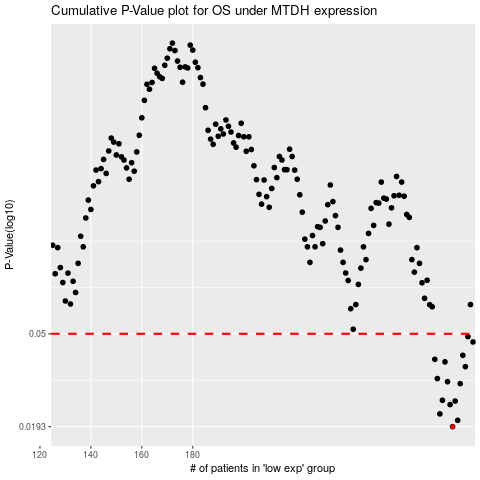 Cumulative P-Value plot for OS under MTDH expression
P-Value(log10)
0.05
0.0193
120 140 160 180
# of patients in 'low exp' group